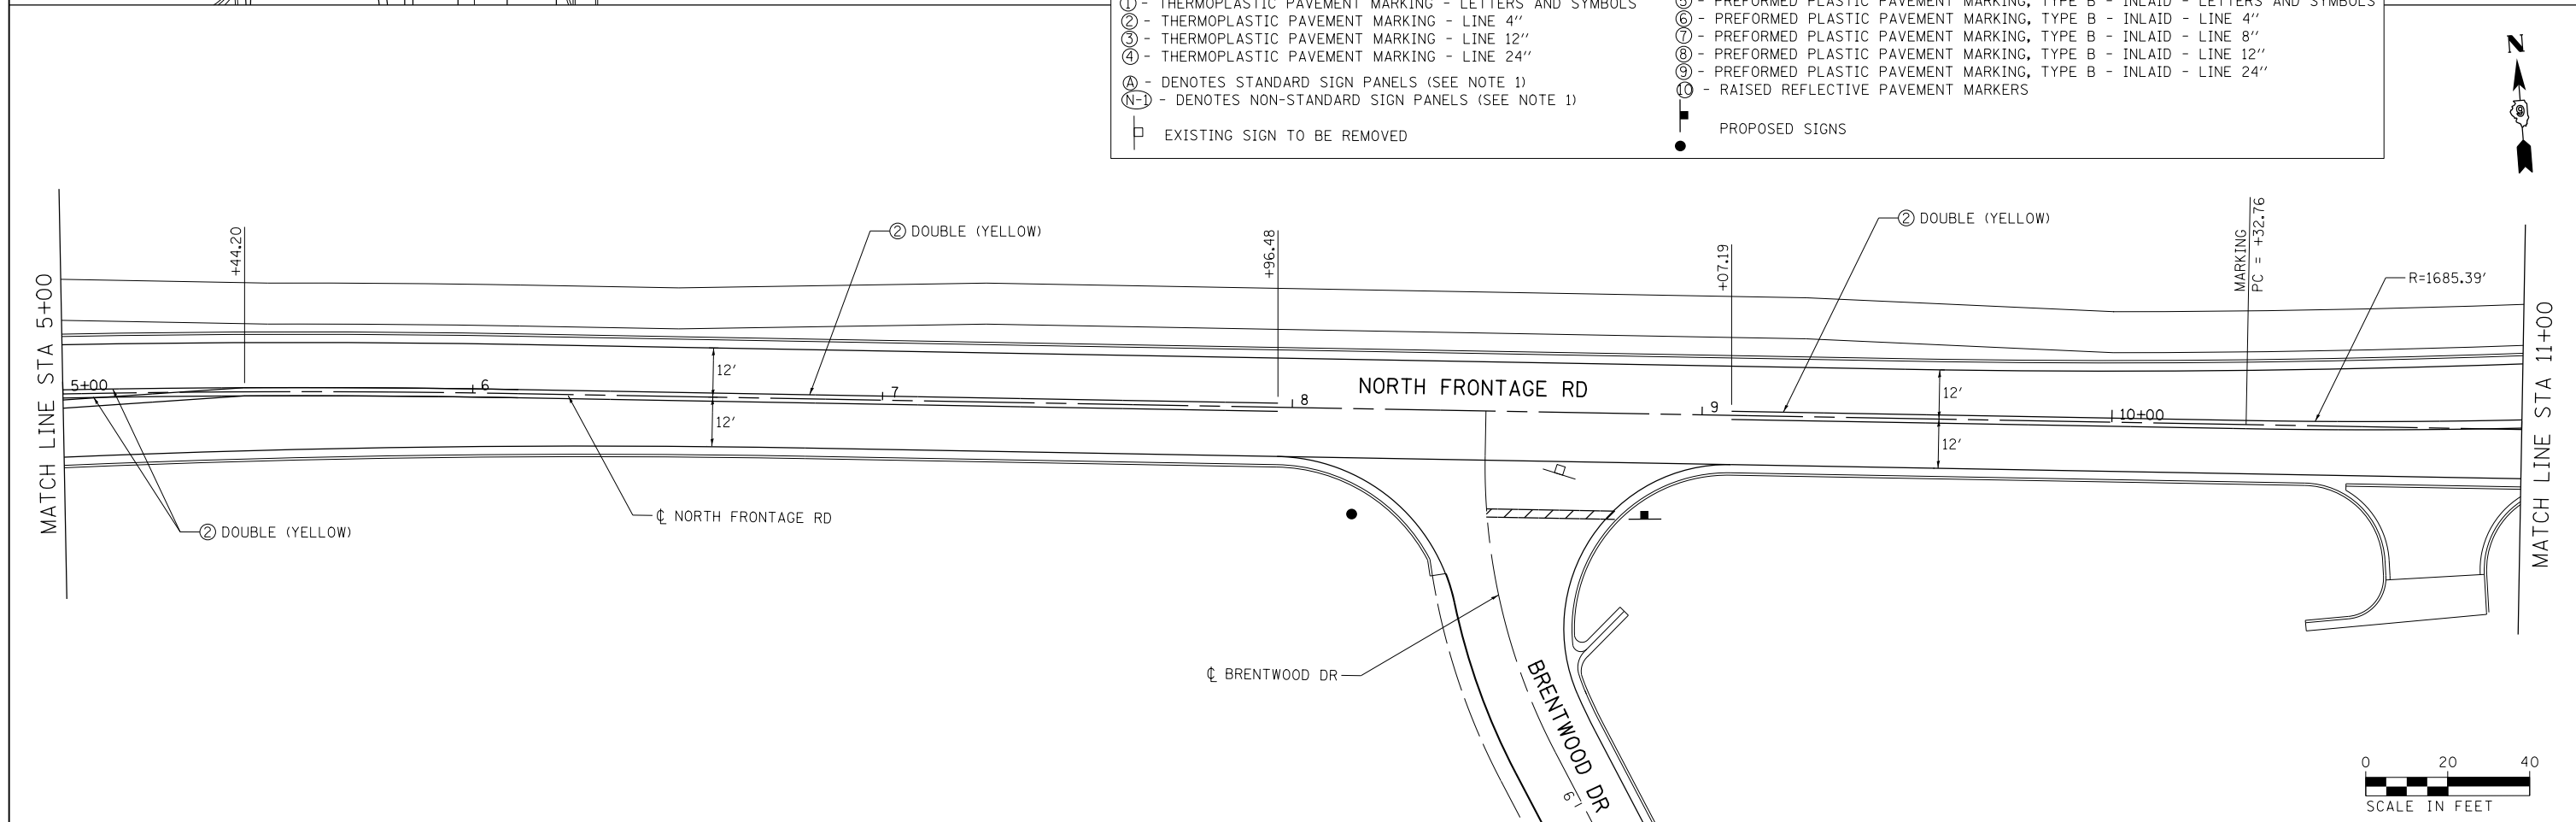 ① - THERMOPLASTIC PAVEMENT MARKING - LETTERS AND SYMBOLS
② - THERMOPLASTIC PAVEMENT MARKING - LINE 4''
③ - THERMOPLASTIC PAVEMENT MARKING - LINE 12''
④ - THERMOPLASTIC PAVEMENT MARKING - LINE 24''
Ⓐ - DENOTES STANDARD SIGN PANELS (SEE NOTE 1)
N-1 - DENOTES NON-STANDARD SIGN PANELS (SEE NOTE 1)
EXISTING SIGN TO BE REMOVED
⑤ - PREFORMED PLASTIC PAVEMENT MARKING, TYPE B - INLAID - LETTERS AND SYMBOLS
⑥ - PREFORMED PLASTIC PAVEMENT MARKING, TYPE B - INLAID - LINE 4''
⑦ - PREFORMED PLASTIC PAVEMENT MARKING, TYPE B - INLAID - LINE 8''
⑧ - PREFORMED PLASTIC PAVEMENT MARKING, TYPE B - INLAID - LINE 12''
⑨ - PREFORMED PLASTIC PAVEMENT MARKING, TYPE B - INLAID - LINE 24''
⑩ - RAISED REFLECTIVE PAVEMENT MARKERS
PROPOSED SIGNS
N
9
MATCH LINE STA 5+00
+44.20
② DOUBLE (YELLOW)
+96.48
+07.19
② DOUBLE (YELLOW)
MARKING
PC = +32.76
R=1685.39'
MATCH LINE STA 11+00
5+00
6
7
8
9
10+00
12'
12'
12'
12'
NORTH FRONTAGE RD
② DOUBLE (YELLOW)
℄ NORTH FRONTAGE RD
℄ BRENTWOOD DR
BRENTWOOD DR
6
0 20 40
SCALE IN FEET